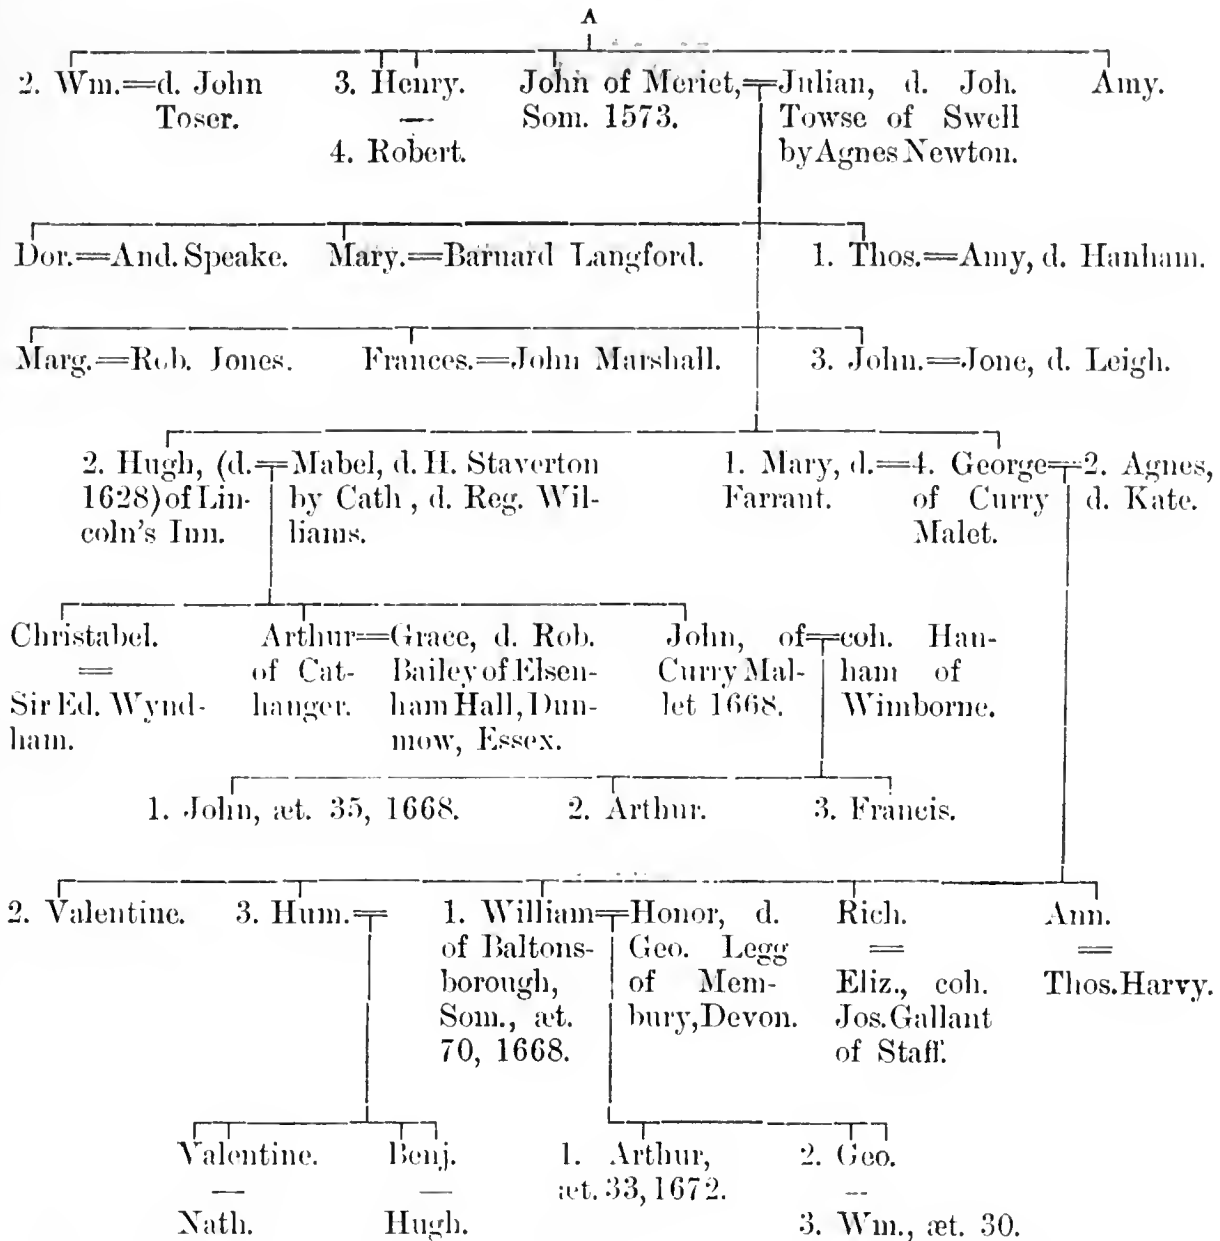 A
2. Wm.=d. John Toser.
3. Henry.
—
4. Robert.
John of Meriet, Som. 1573.
=Julian, d. Joh. Towse of Swell by Agnes Newton.
Amy.
Dor.=And. Speake. Mary.=Barnard Langford. 1. Thos.=Amy, d. Hanham.
Marg.=Rob. Jones. Frances.=John Marshall. 3. John.=Jone, d. Leigh.
2. Hugh, (d. 1628) of Lincoln's Inn.
=Mabel, d. H. Staverton by Cath, d. Reg. Williams.
1. Mary, d. Farrant.
=4. George of Curry Malet.
=2. Agnes, d. Kate.
Christabel.
=
Sir Ed. Wyndham.
Arthur of Cathanger.
=Grace, d. Rob. Bailey of Elsenham Hall, Dunmow, Essex.
John, of Curry Mallet 1668.
=coh. Hanham of Wimborne.
1. John, æt. 35, 1668. 2. Arthur. 3. Francis.
2. Valentine. 3. Hum.=
1. William of Baltonsborough, Som., æt. 70, 1668.
=Honor, d. Geo. Legg of Membury, Devon.
Rich.
=
Eliz., coh. Jos. Gallant of Staff.
Ann.
=
Thos. Harvy.
Valentine.
—
Nath.
Benj.
—
Hugh.
1. Arthur, æt. 33, 1672.
2. Geo.
--
3. Wm., æt. 30.